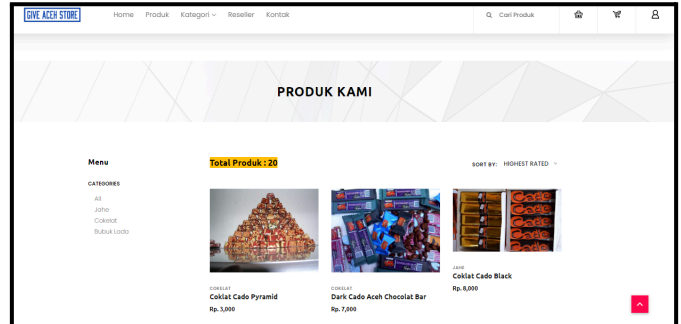 GIVE ACEH STORE
Home Produk Kategori Reseller Kontak
Cari Produk
PRODUK KAMI
Menu
CATEGORIES
All
Jahe
Cokelat
Bubuk Lada
Total Produk : 20
SORT BY: HIGHEST RATED
COKELAT
Coklat Cado Pyramid
Rp. 3,000
COKELAT
Dark Cado Aceh Chocolat Bar
Rp. 7,000
JAHE
Coklat Cado Black
Rp. 8,000